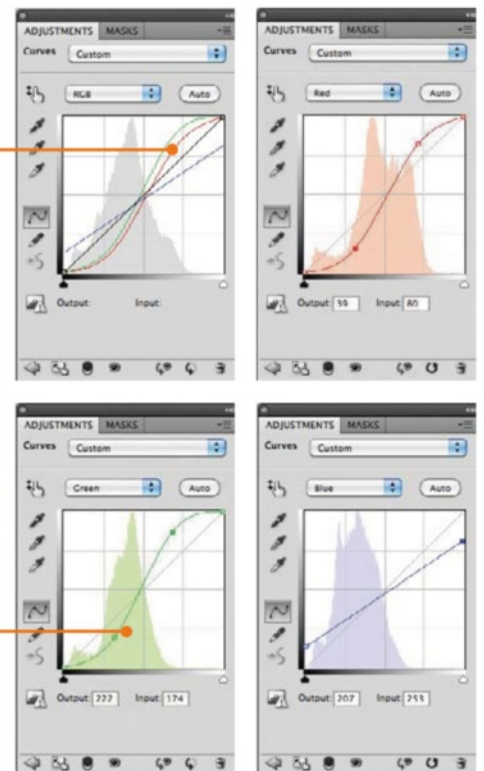 ADJUSTMENTS MASKS
Curves Custom
RGB Auto
Output: Input:
ADJUSTMENTS MASKS
Curves Custom
Red Auto
Output: 39 Input: 80
ADJUSTMENTS MASKS
Curves Custom
Green Auto
Output: 222 Input: 174
ADJUSTMENTS MASKS
Curves Custom
Blue Auto
Output: 207 Input: 253